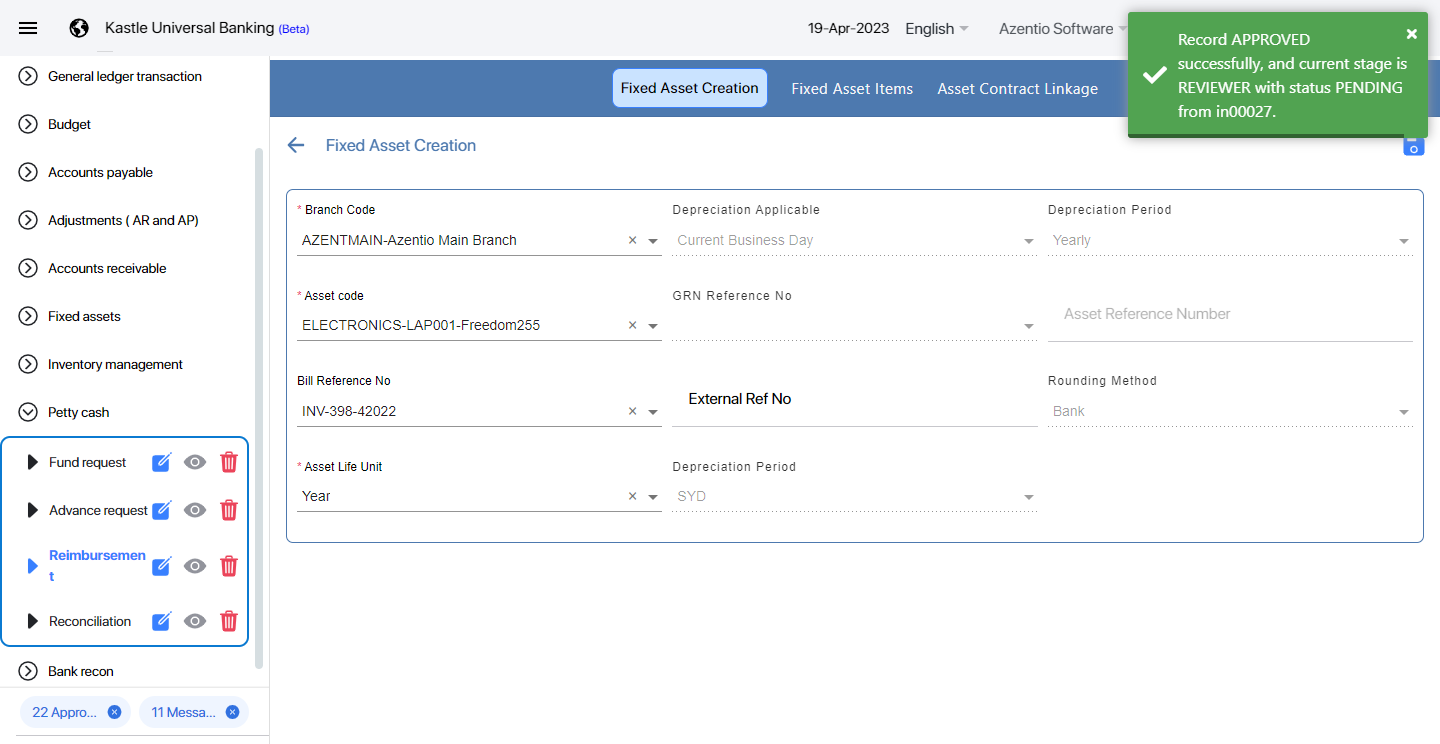 Kastle Universal Banking (Beta)
19-Apr-2023
English
Azentio Software
Record APPROVED
successfully, and current stage is
REVIEWER with status PENDING
from in00027.
General ledger transaction
Budget
Accounts payable
Adjustments ( AR and AP)
Accounts receivable
Fixed assets
Inventory management
Petty cash
Fund request
Advance request
Reimbursemen
t
Reconciliation
Bank recon
22 Appro...
11 Messa...
Fixed Asset Creation
Fixed Asset Items
Asset Contract Linkage
Fixed Asset Creation
* Branch Code
AZENTMAIN-Azentio Main Branch
Depreciation Applicable
Current Business Day
Depreciation Period
Yearly
* Asset code
ELECTRONICS-LAP001-Freedom255
GRN Reference No
Asset Reference Number
Bill Reference No
INV-398-42022
External Ref No
Rounding Method
Bank
* Asset Life Unit
Year
Depreciation Period
SYD